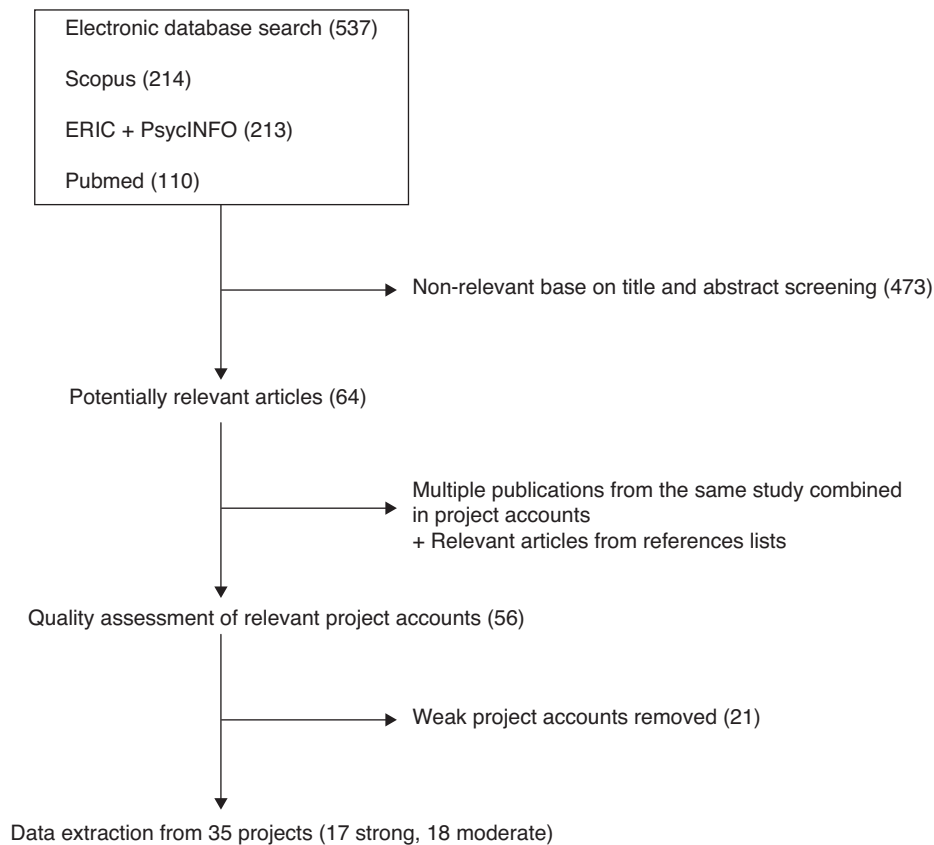 Electronic database search (537)
Scopus (214)
ERIC + PsycINFO (213)
Pubmed (110)
Non-relevant base on title and abstract screening (473)
Potentially relevant articles (64)
Multiple publications from the same study combined
in project accounts
+ Relevant articles from references lists
Quality assessment of relevant project accounts (56)
Weak project accounts removed (21)
Data extraction from 35 projects (17 strong, 18 moderate)